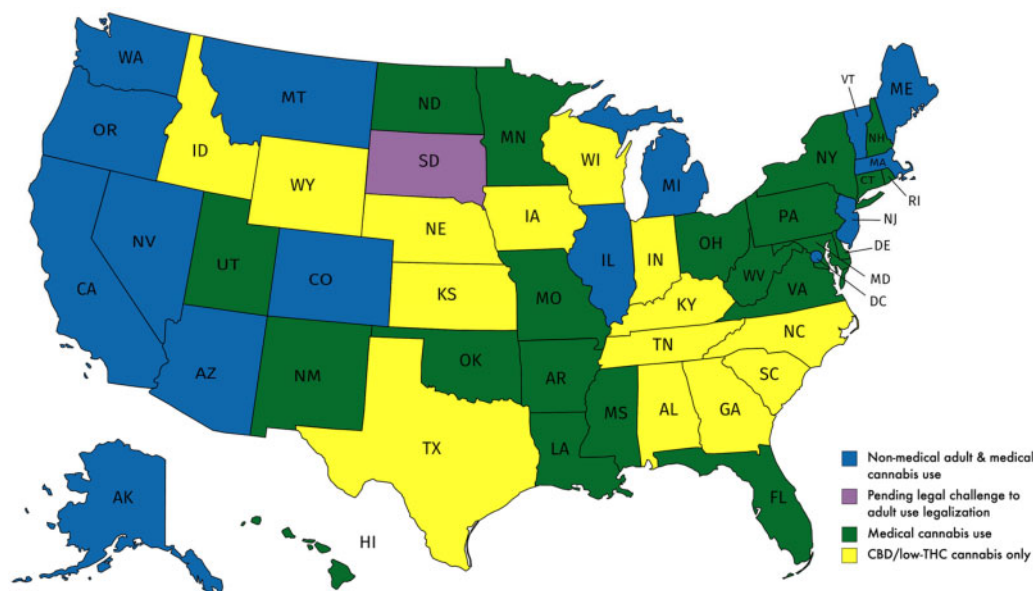 WA
MT
ND
MN
VT
ME
OR
ID
WY
SD
WI
MI
NY
NH
MA
CT
RI
NV
UT
CO
NE
IA
IL
IN
OH
PA
NJ
DE
MD
DC
CA
KS
MO
KY
WV
VA
AZ
NM
OK
AR
TN
NC
SC
TX
LA
MS
AL
GA
FL
AK
HI
Non-medical adult & medical
cannabis use
Pending legal challenge to
adult use legalization
Medical cannabis use
CBD/low-THC cannabis only